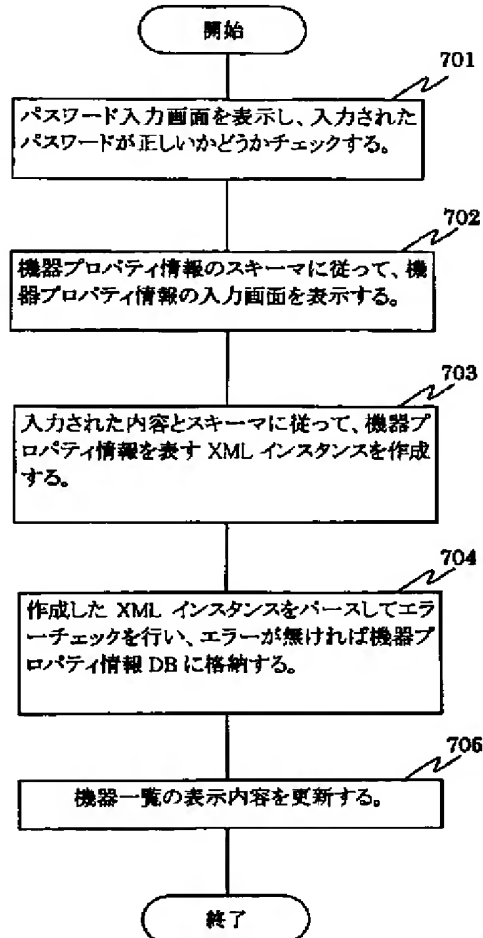 開始
701
パスワード入力画面を表示し、入力された
パスワードが正しいかどうかチェックする。
702
機器プロパティ情報のスキーマに従って、機
器プロパティ情報の入力画面を表示する。
703
入力された内容とスキーマに従って、機器プ
ロパティ情報を表す XML インスタンスを作成
する。
704
作成した XML インスタンスをパースしてエラ
ーチェックを行い、エラーが無ければ機器プ
ロパティ情報 DB に格納する。
705
機器一覧の表示内容を更新する。
終了